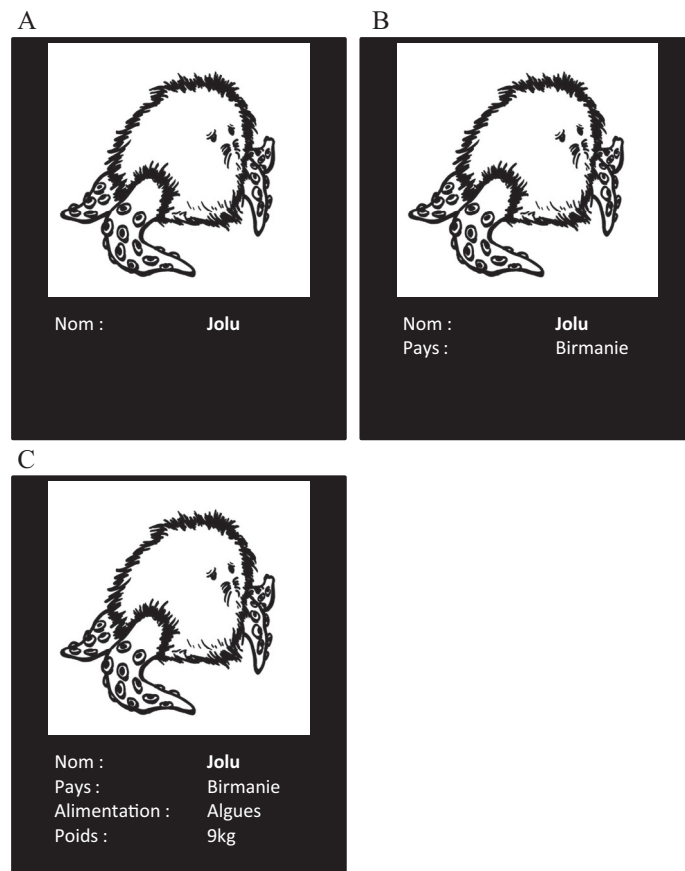 A
Nom : Jolu
B
Nom : Jolu
Pays : Birmanie
C
Nom : Jolu
Pays : Birmanie
Alimentation : Algues
Poids : 9kg